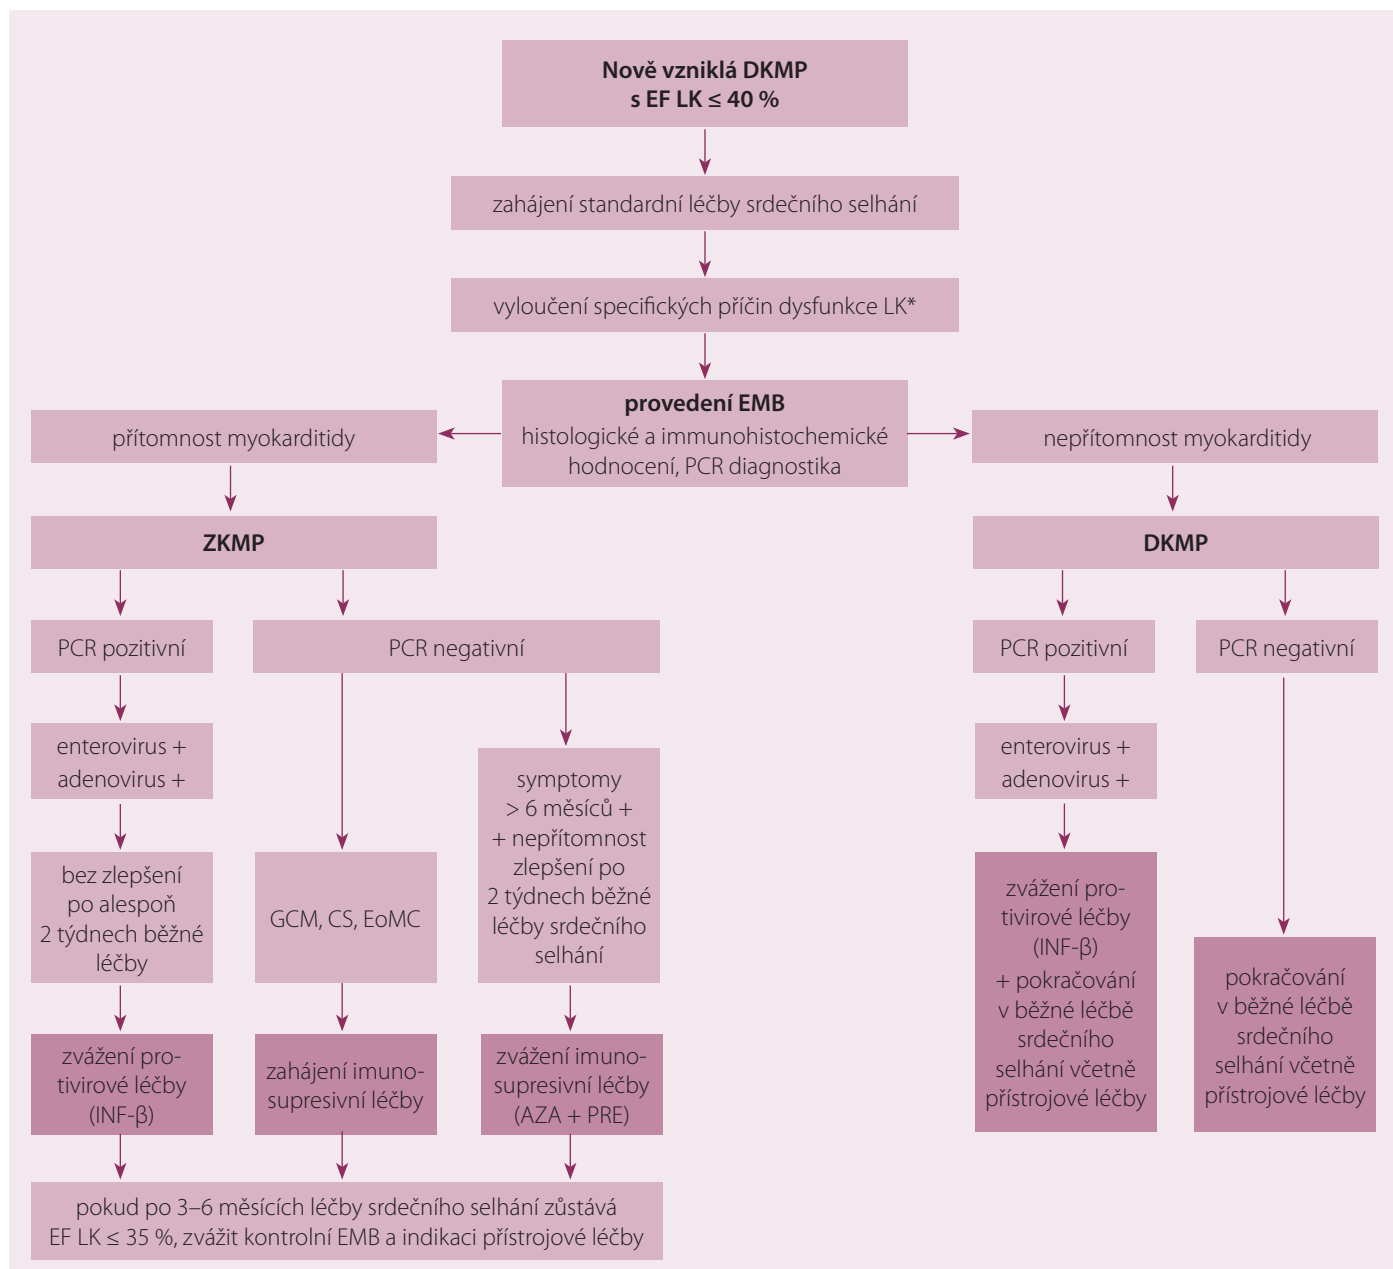 Nově vzniklá DKMP
s EF LK ≤ 40 %
zahájení standardní léčby srdečního selhání
vyloučení specifických příčin dysfunkce LK*
provedení EMB
histologické a immunohistochemické
hodnocení, PCR diagnostika
přítomnost myokarditidy
nepřítomnost myokarditidy
ZKMP
DKMP
PCR pozitivní
PCR negativní
PCR pozitivní
PCR negativní
enterovirus +
adenovirus +
bez zlepšení
po alespoň
2 týdnech běžné
léčby
GCM, CS, EoMC
symptomy
> 6 měsíců +
+ nepřítomnost
zlepšení po
2 týdnech běžné
léčby srdečního
selhání
enterovirus +
adenovirus +
zvážení pro-
tivirové léčby
(INF-β)
zahájení imuno-
supresivní léčby
zvážení imuno-
supresivní léčby
(AZA + PRE)
zvážení pro-
tivirové léčby
(INF-β)
+ pokračování
v běžné léčbě
srdečního
selhání včetně
přístrojové léčby
pokračování
v běžné léčbě
srdečního
selhání včetně
přístrojové léčby
pokud po 3–6 měsících léčby srdečního selhání zůstává
EF LK ≤ 35 %, zvážit kontrolní EMB a indikaci přístrojové léčby